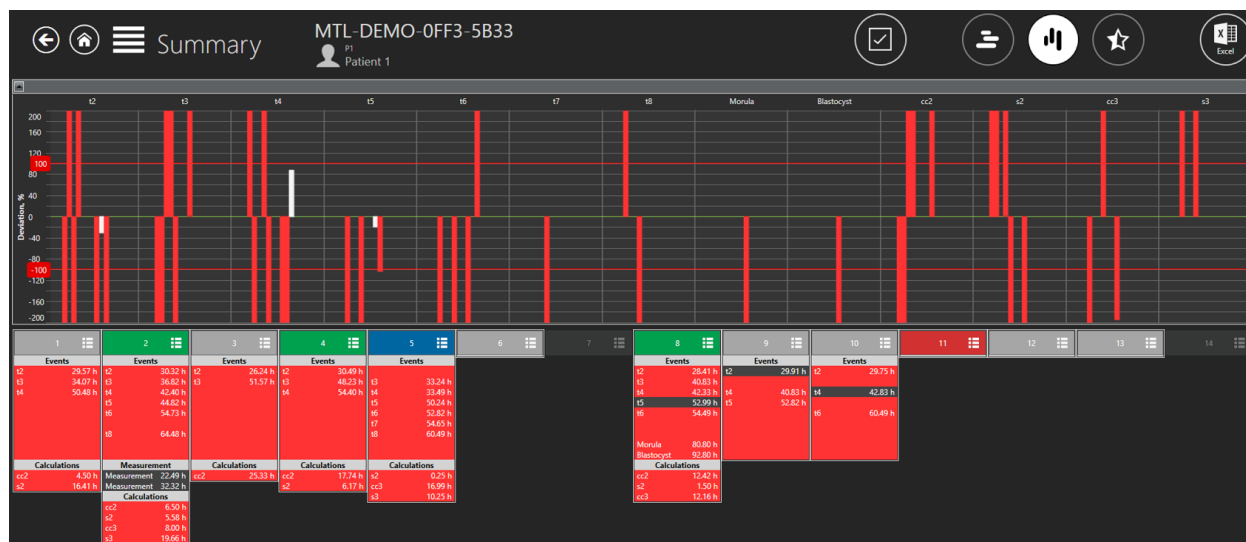 Summary
MTL-DEMO-0FF3-5B33
P1
Patient 1
Excel
t2 t3 t4 t5 t6 t7 t8 Morula Blastocyst cc2 s2 cc3 s3
Deviation, %
200
160
120
100
80
40
0
-40
-80
-100
-120
-160
-200
1 2 3 4 5 6 7 8 9 10 11 12 13 14
Events
t2 29.57 h
t3 34.07 h
t4 50.48 h
Calculations
cc2 4.50 h
s2 16.41 h
Events
t2 30.32 h
t3 36.82 h
t4 42.40 h
t5 44.82 h
t6 54.73 h
t8 64.48 h
Measurement
Measurement 22.49 h
Measurement 32.32 h
Calculations
cc2 6.50 h
s2 5.58 h
cc3 8.00 h
s3 19.66 h
Events
t2 26.24 h
t3 51.57 h
Calculations
cc2 25.33 h
Events
t2 30.49 h
t3 48.23 h
t4 54.40 h
Calculations
cc2 17.74 h
s2 6.17 h
Events
t3 33.24 h
t4 33.49 h
t5 50.24 h
t6 52.82 h
t7 54.65 h
t8 60.49 h
Calculations
s2 0.25 h
cc3 16.99 h
s3 10.25 h
Events
t2 28.41 h
t3 40.83 h
t4 42.33 h
t5 52.99 h
t6 54.49 h
Morula 80.80 h
Blastocyst 92.80 h
Calculations
cc2 12.42 h
s2 1.50 h
cc3 12.16 h
Events
t2 29.91 h
t4 40.83 h
t5 52.82 h
Events
t2 29.75 h
t4 42.83 h
t6 60.49 h